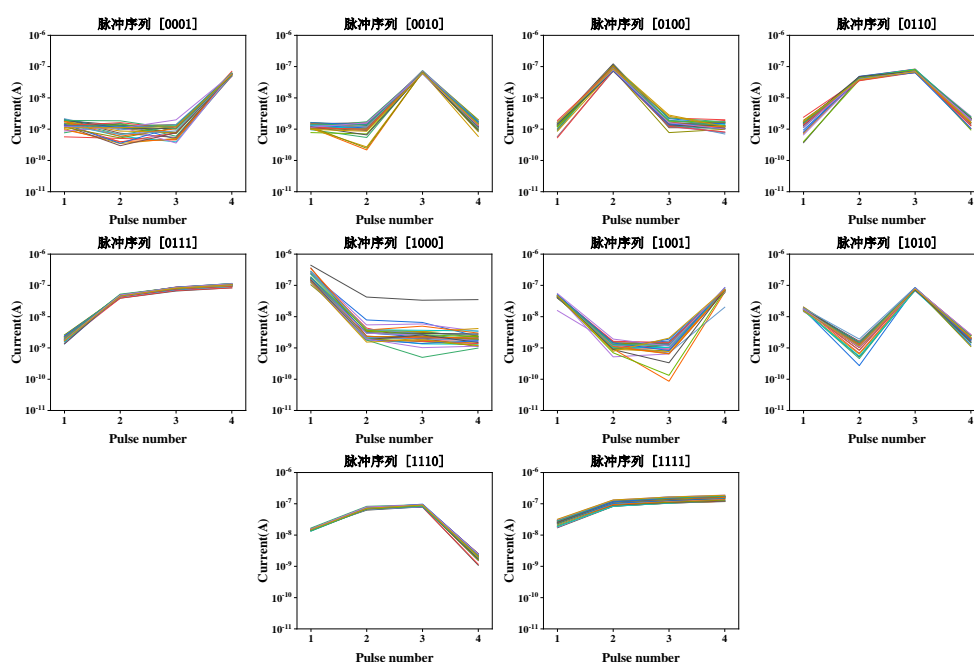 脉冲序列 [0001]
Current(A)
10⁻⁶
10⁻⁷
10⁻⁸
10⁻⁹
10⁻¹⁰
10⁻¹¹
1 2 3 4
Pulse number
脉冲序列 [0010]
Current(A)
10⁻⁶
10⁻⁷
10⁻⁸
10⁻⁹
10⁻¹⁰
10⁻¹¹
1 2 3 4
Pulse number
脉冲序列 [0100]
Current(A)
10⁻⁶
10⁻⁷
10⁻⁸
10⁻⁹
10⁻¹⁰
10⁻¹¹
1 2 3 4
Pulse number
脉冲序列 [0110]
Current(A)
10⁻⁶
10⁻⁷
10⁻⁸
10⁻⁹
10⁻¹⁰
10⁻¹¹
1 2 3 4
Pulse number
脉冲序列 [0111]
Current(A)
10⁻⁶
10⁻⁷
10⁻⁸
10⁻⁹
10⁻¹⁰
10⁻¹¹
1 2 3 4
Pulse number
脉冲序列 [1000]
Current(A)
10⁻⁶
10⁻⁷
10⁻⁸
10⁻⁹
10⁻¹⁰
10⁻¹¹
1 2 3 4
Pulse number
脉冲序列 [1001]
Current(A)
10⁻⁶
10⁻⁷
10⁻⁸
10⁻⁹
10⁻¹⁰
10⁻¹¹
1 2 3 4
Pulse number
脉冲序列 [1010]
Current(A)
10⁻⁶
10⁻⁷
10⁻⁸
10⁻⁹
10⁻¹⁰
10⁻¹¹
1 2 3 4
Pulse number
脉冲序列 [1110]
Current(A)
10⁻⁶
10⁻⁷
10⁻⁸
10⁻⁹
10⁻¹⁰
10⁻¹¹
1 2 3 4
Pulse number
脉冲序列 [1111]
Current(A)
10⁻⁶
10⁻⁷
10⁻⁸
10⁻⁹
10⁻¹⁰
10⁻¹¹
1 2 3 4
Pulse number